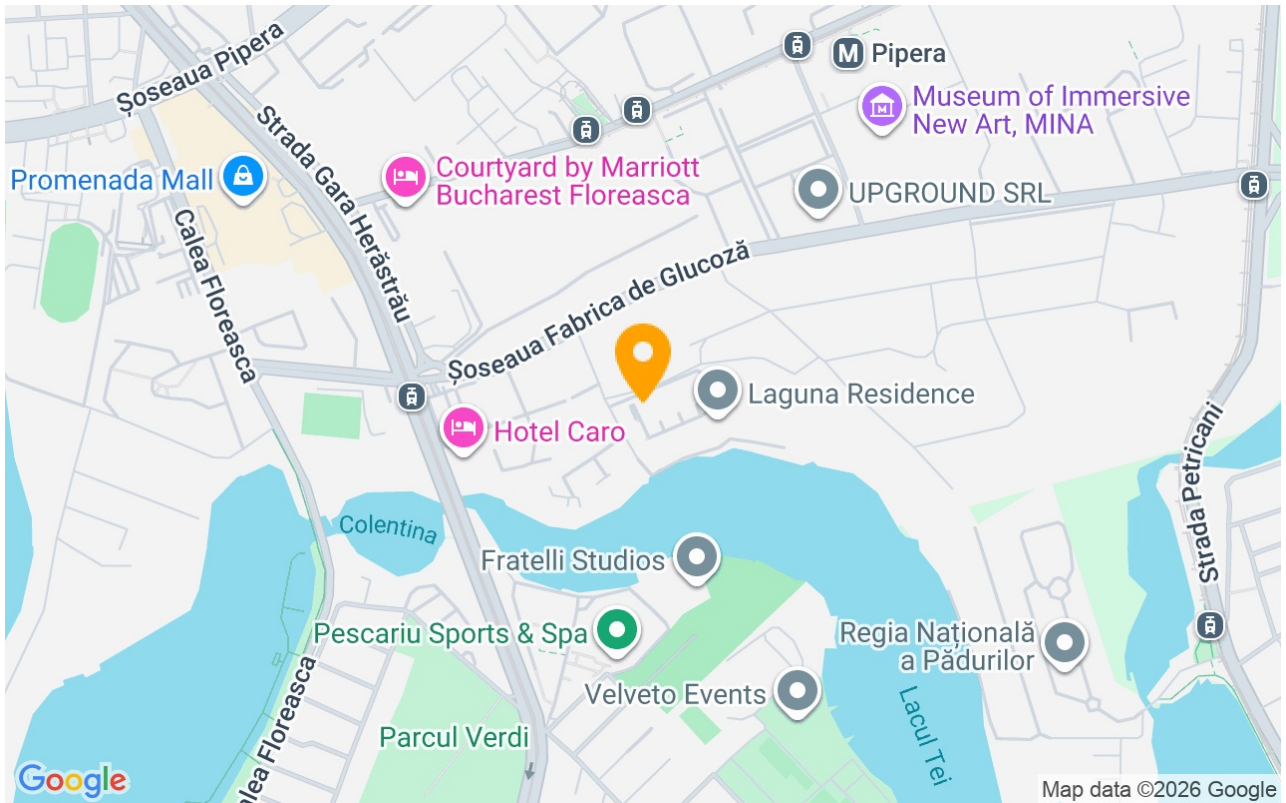 Șoseaua Pipera
M Pipera
Museum of Immersive
New Art, MINA
Strada Gara Herăstrău
Courtyard by Marriott
Bucharest Floreasca
Promenada Mall
UPGROUND SRL
Calea Floreasca
Șoseaua Fabrica de Glucoză
Laguna Residence
Hotel Caro
Strada Petricani
Colentina
Fratelli Studios
Pescariu Sports & Spa
Regia Națională
a Pădurilor
Velveto Events
Lacul Tei
Calea Floreasca
Parcul Verdi
Google
Map data ©2026 Google